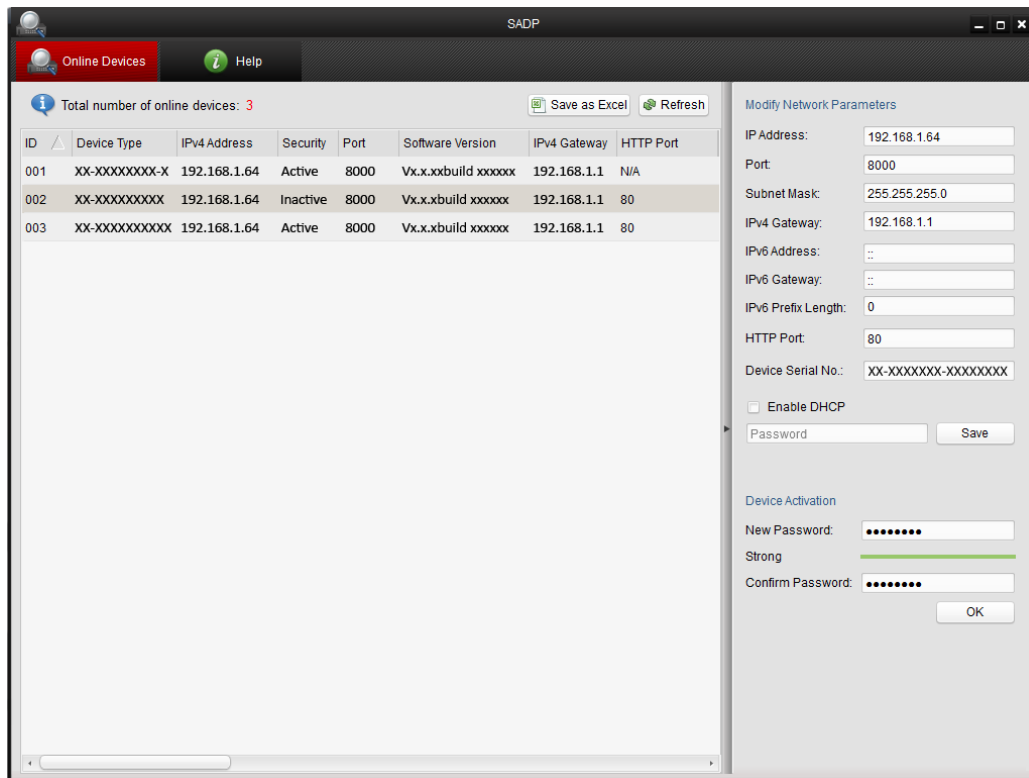 SADP
Online Devices Help
Total number of online devices: 3 Save as Excel Refresh
ID Device Type IPv4 Address Security Port Software Version IPv4 Gateway HTTP Port
001 XX-XXXXXXXX-X 192.168.1.64 Active 8000 Vx.x.xxbuild xxxxxx 192.168.1.1 N/A
002 XX-XXXXXXXXX 192.168.1.64 Inactive 8000 Vx.x.xbuild xxxxxx 192.168.1.1 80
003 XX-XXXXXXXXXX 192.168.1.64 Active 8000 Vx.x.xbuild xxxxxx 192.168.1.1 80
Modify Network Parameters
IP Address: 192.168.1.64
Port: 8000
Subnet Mask: 255.255.255.0
IPv4 Gateway: 192.168.1.1
IPv6 Address: ::
IPv6 Gateway: ::
IPv6 Prefix Length: 0
HTTP Port: 80
Device Serial No.: XX-XXXXXXX-XXXXXXXX
Enable DHCP
Password Save
Device Activation
New Password: ●●●●●●●●
Strong
Confirm Password: ●●●●●●●●
OK